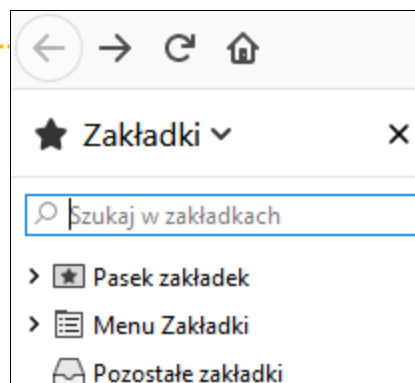 Zakładki
Szukaj w zakładkach
Pasek zakładek
Menu Zakładki
Pozostałe zakładki